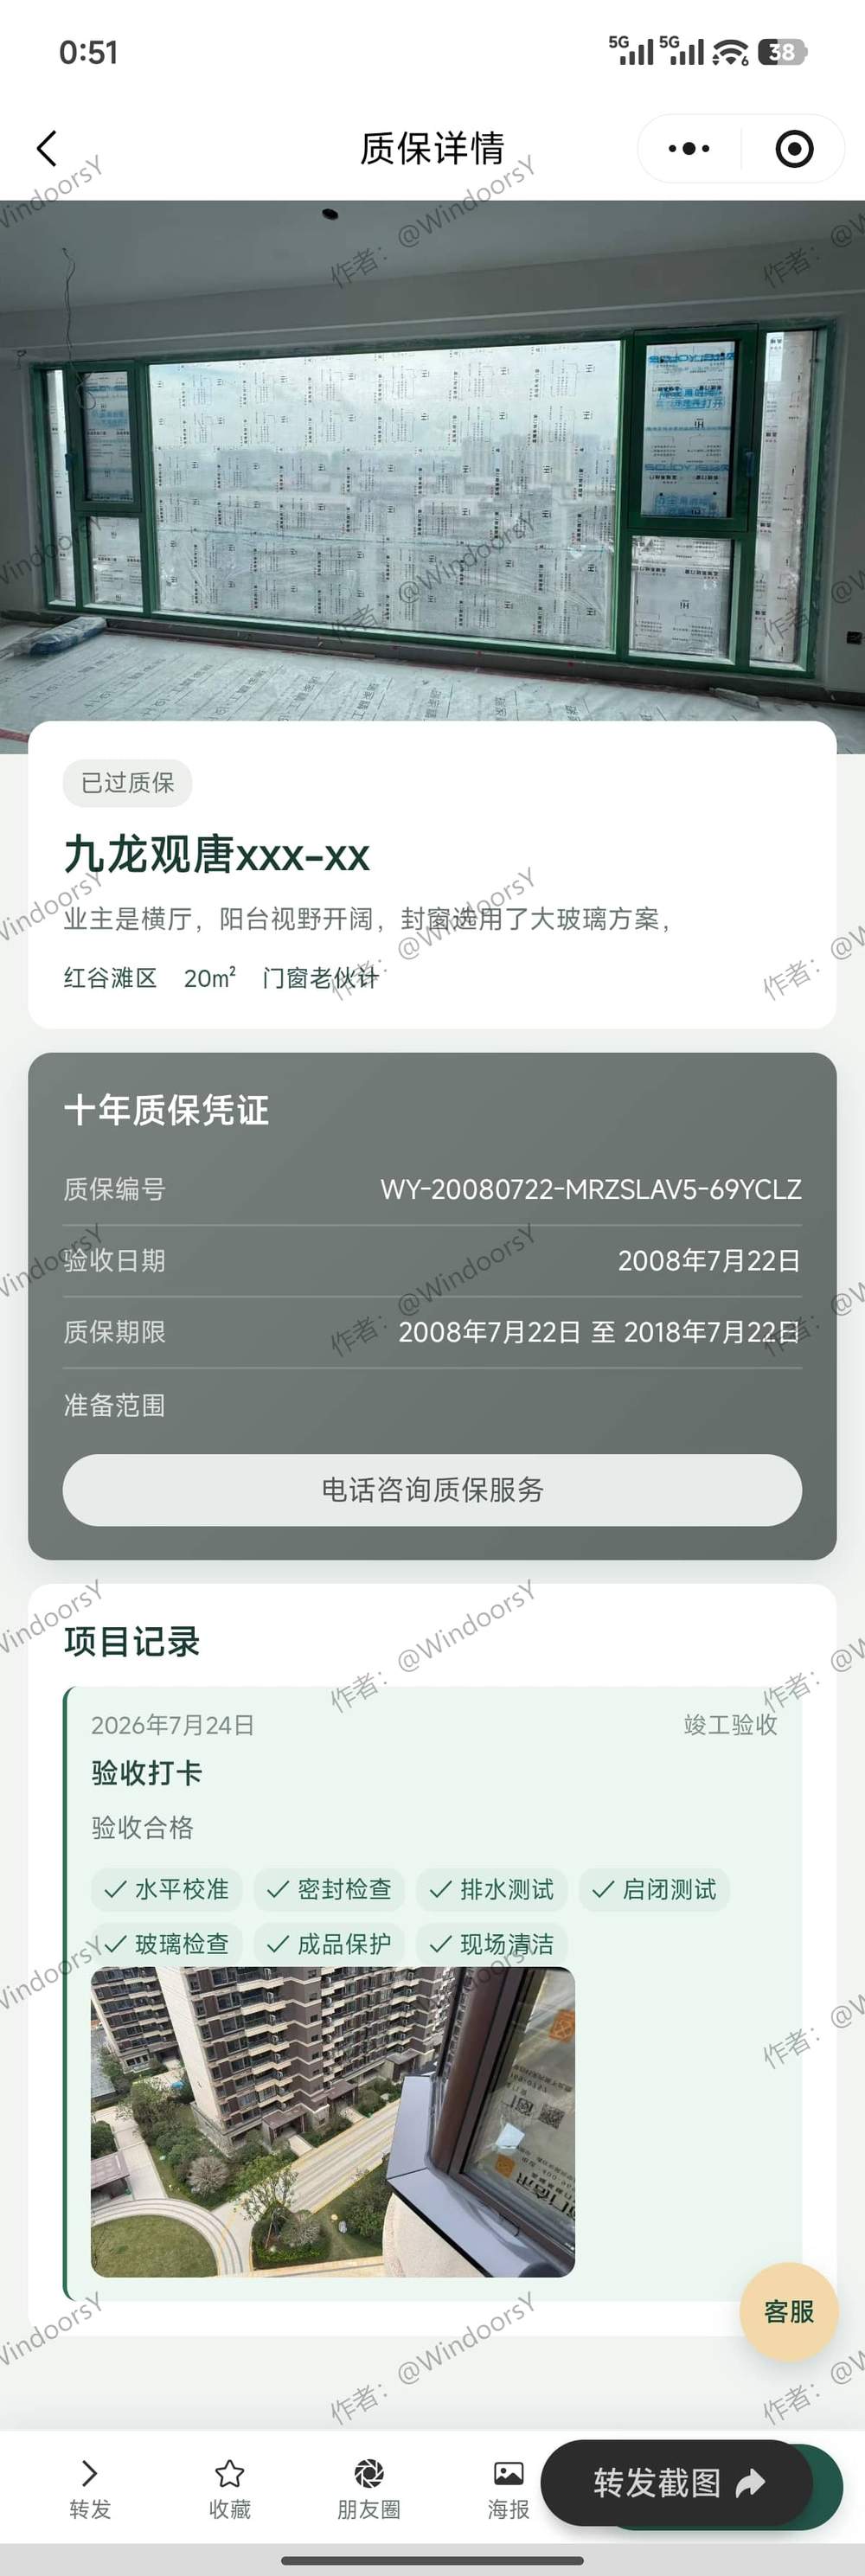 0:51
5G 5G 6 38
质保详情
已过质保
九龙观唐xxx-xx
业主是横厅，阳台视野开阔，封窗选用了大玻璃方案，
红谷滩区 20㎡ 门窗老伙计
十年质保凭证
质保编号 WY-20080722-MRZSLAV5-69YCLZ
验收日期 2008年7月22日
质保期限 2008年7月22日 至 2018年7月22日
准备范围
电话咨询质保服务
项目记录
2026年7月24日 竣工验收
验收打卡
验收合格
水平校准 密封检查 排水测试 启闭测试
玻璃检查 成品保护 现场清洁
客服
转发 收藏 朋友圈 海报 转发截图
作者：@WindoorsY